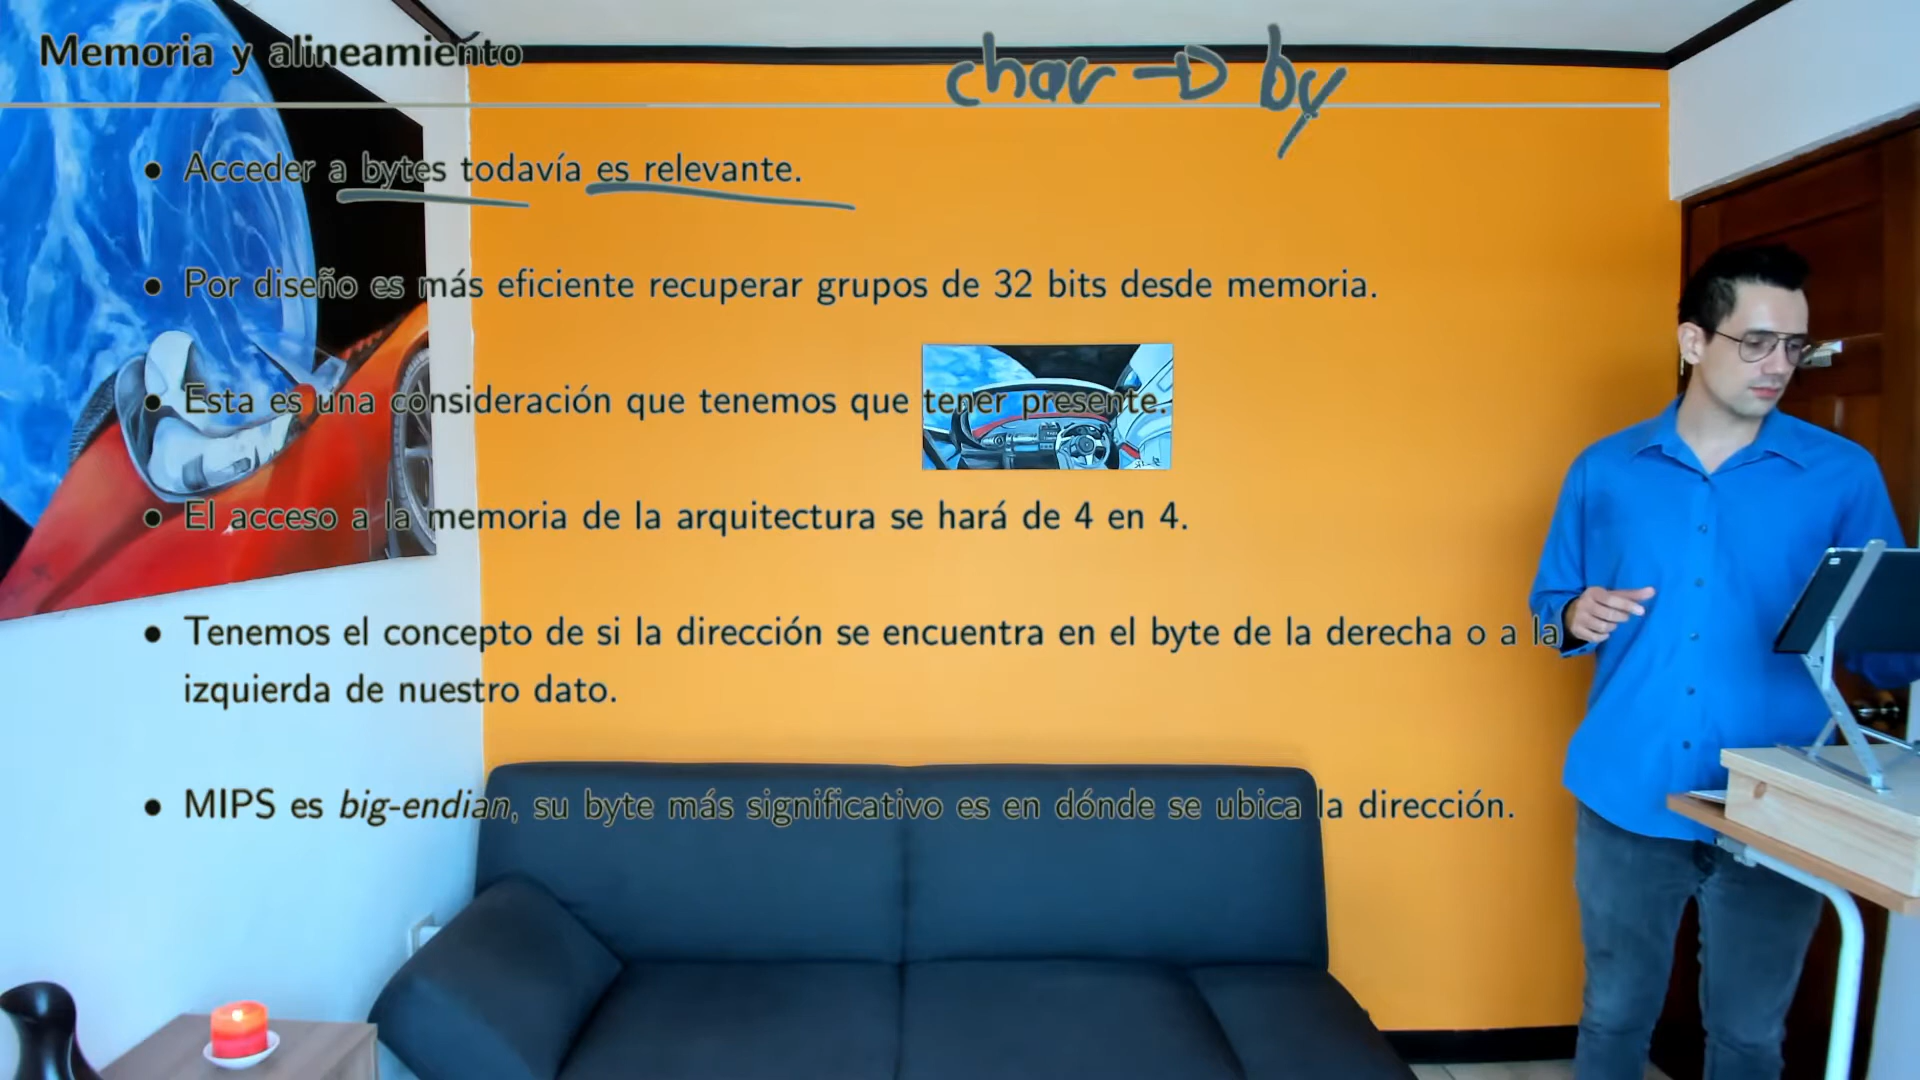 Memoria y alineamiento
char → by
• Acceder a bytes todavía es relevante.
• Por diseño es más eficiente recuperar grupos de 32 bits desde memoria.
• Esta es una consideración que tenemos que tener presente.
• El acceso a la memoria de la arquitectura se hará de 4 en 4.
• Tenemos el concepto de si la dirección se encuentra en el byte de la derecha o a la
izquierda de nuestro dato.
• MIPS es big-endian, su byte más significativo es en dónde se ubica la dirección.